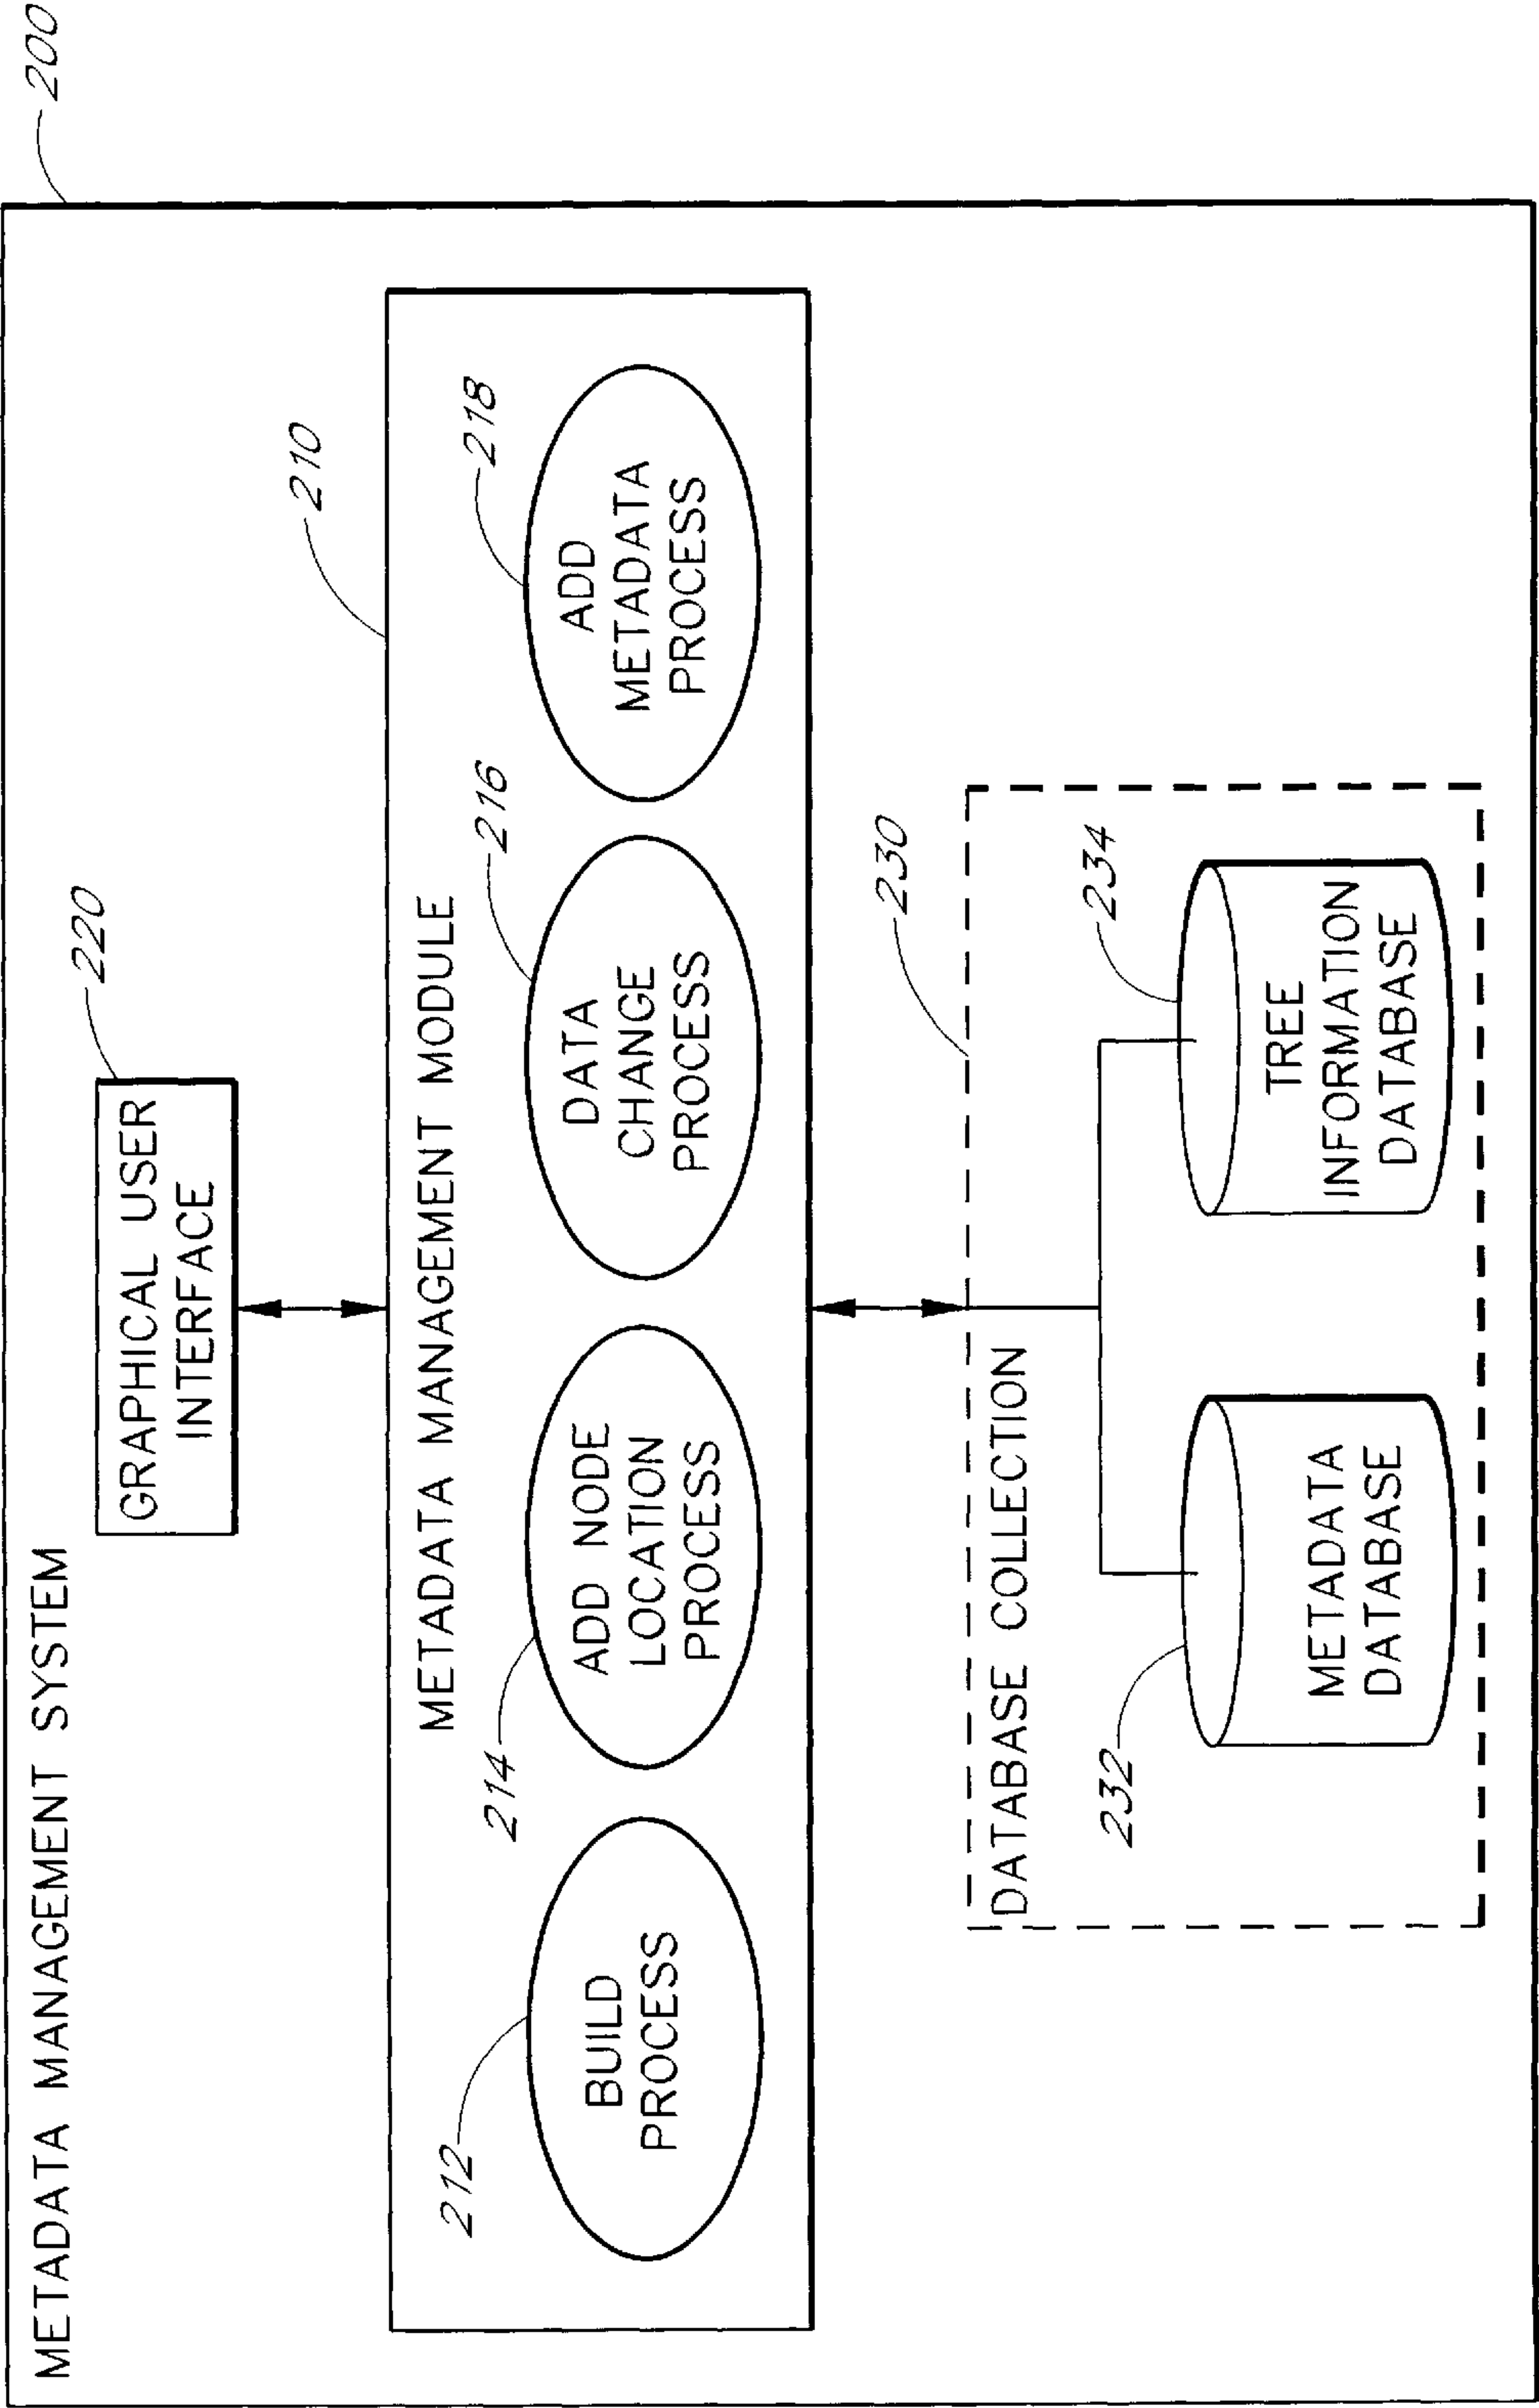 METADATA MANAGEMENT SYSTEM
200
GRAPHICAL USER
INTERFACE
220
METADATA MANAGEMENT MODULE
210
212
BUILD
PROCESS
214
ADD NODE
LOCATION
PROCESS
216
DATA
CHANGE
PROCESS
218
ADD
METADATA
PROCESS
DATABASE COLLECTION
230
232
METADATA
DATABASE
234
TREE
INFORMATION
DATABASE